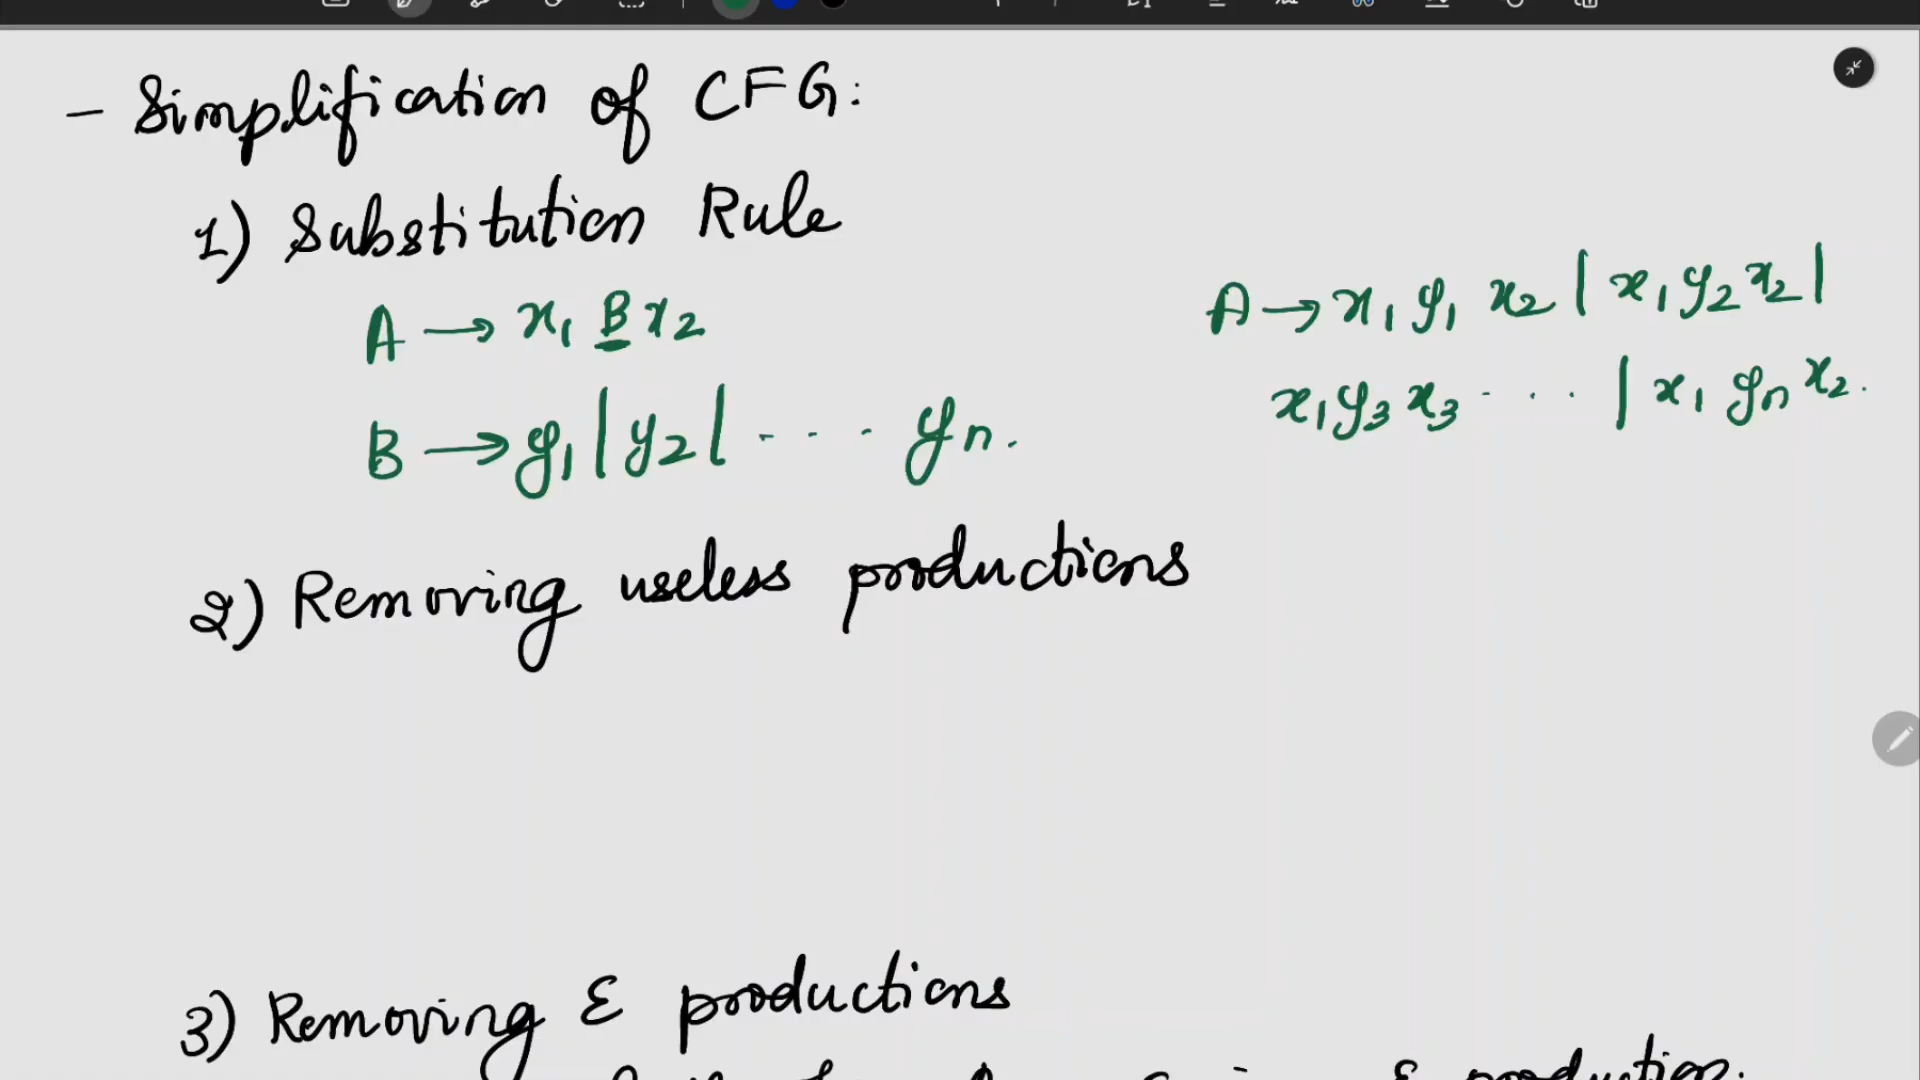 - Simplification of CFG:
1) Substitution Rule
A → x₁ B x₂
B → y₁ | y₂ | - - - - yn.
A → x₁ y₁ x₂ | x₁ y₂ x₂ |
x₁ y₃ x₃ - - - - | x₁ yn x₂.
2) Removing useless productions
3) Removing ε productions
ε production.